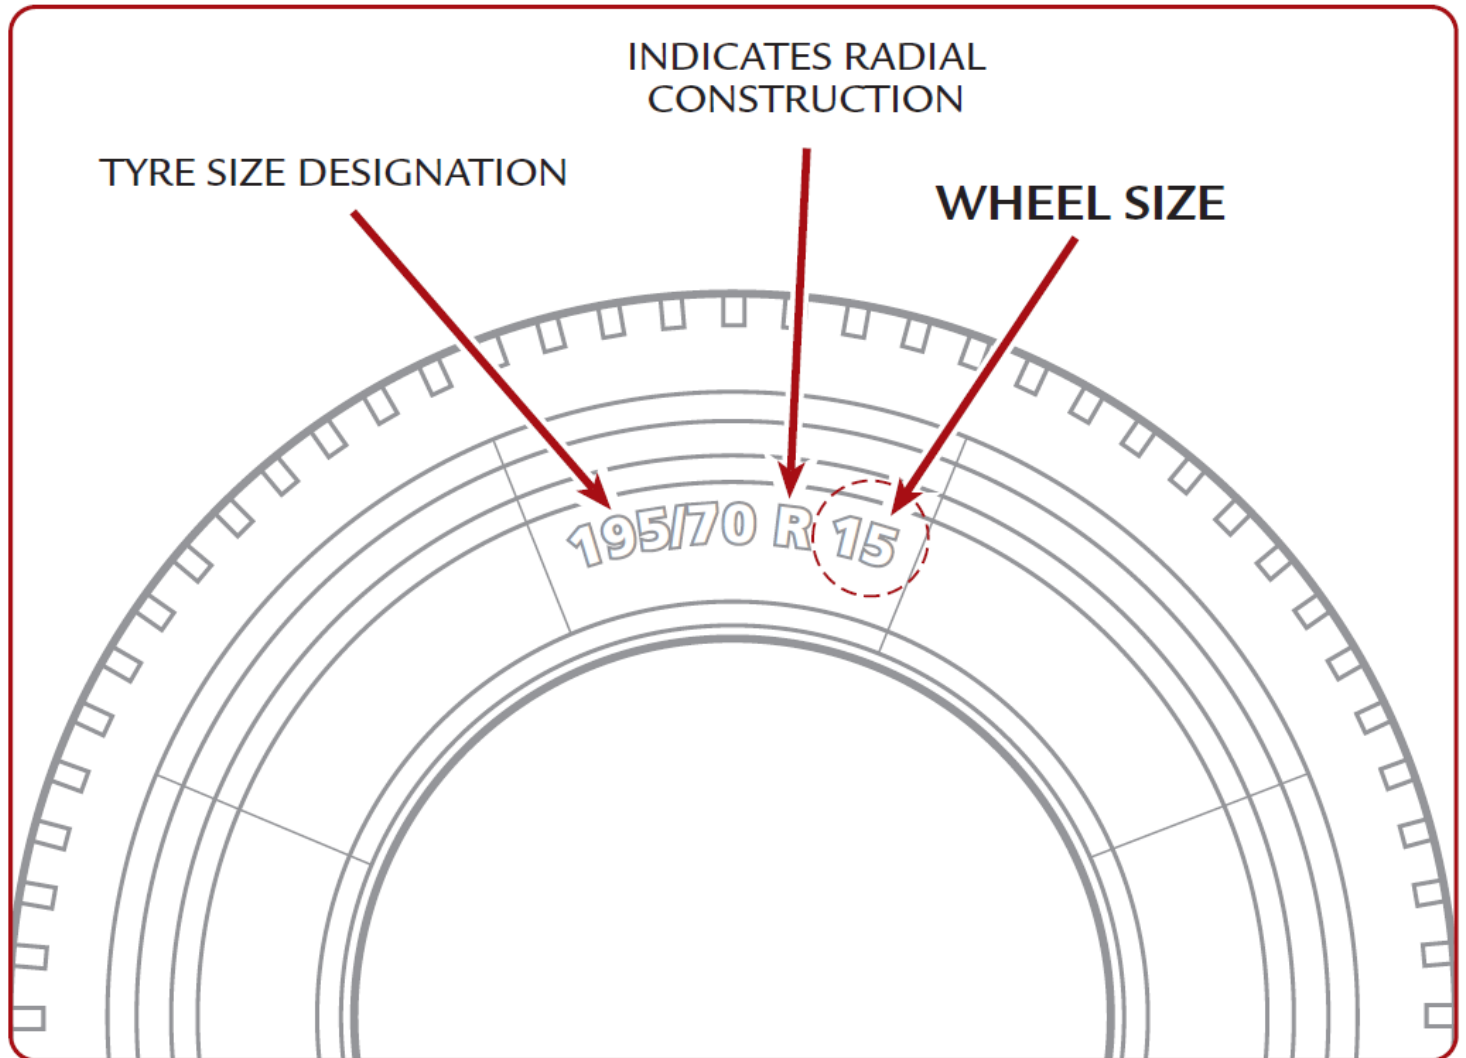 INDICATES RADIAL
CONSTRUCTION
TYRE SIZE DESIGNATION
WHEEL SIZE
195/70 R 15